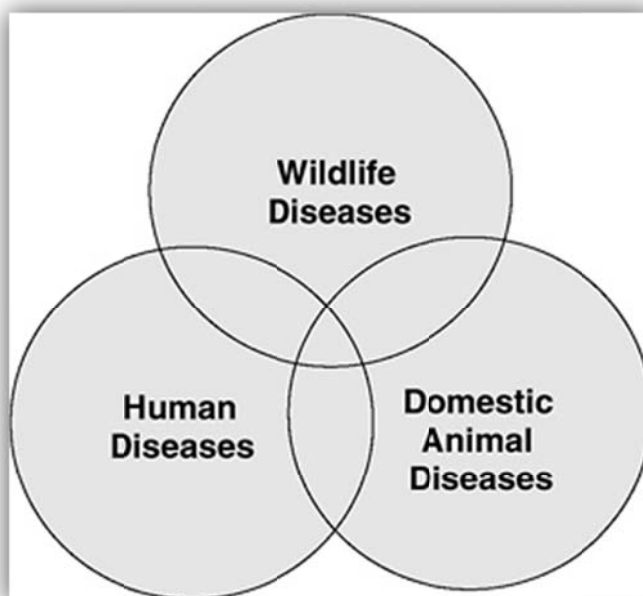 Wildlife
Diseases
Human
Diseases
Domestic
Animal
Diseases